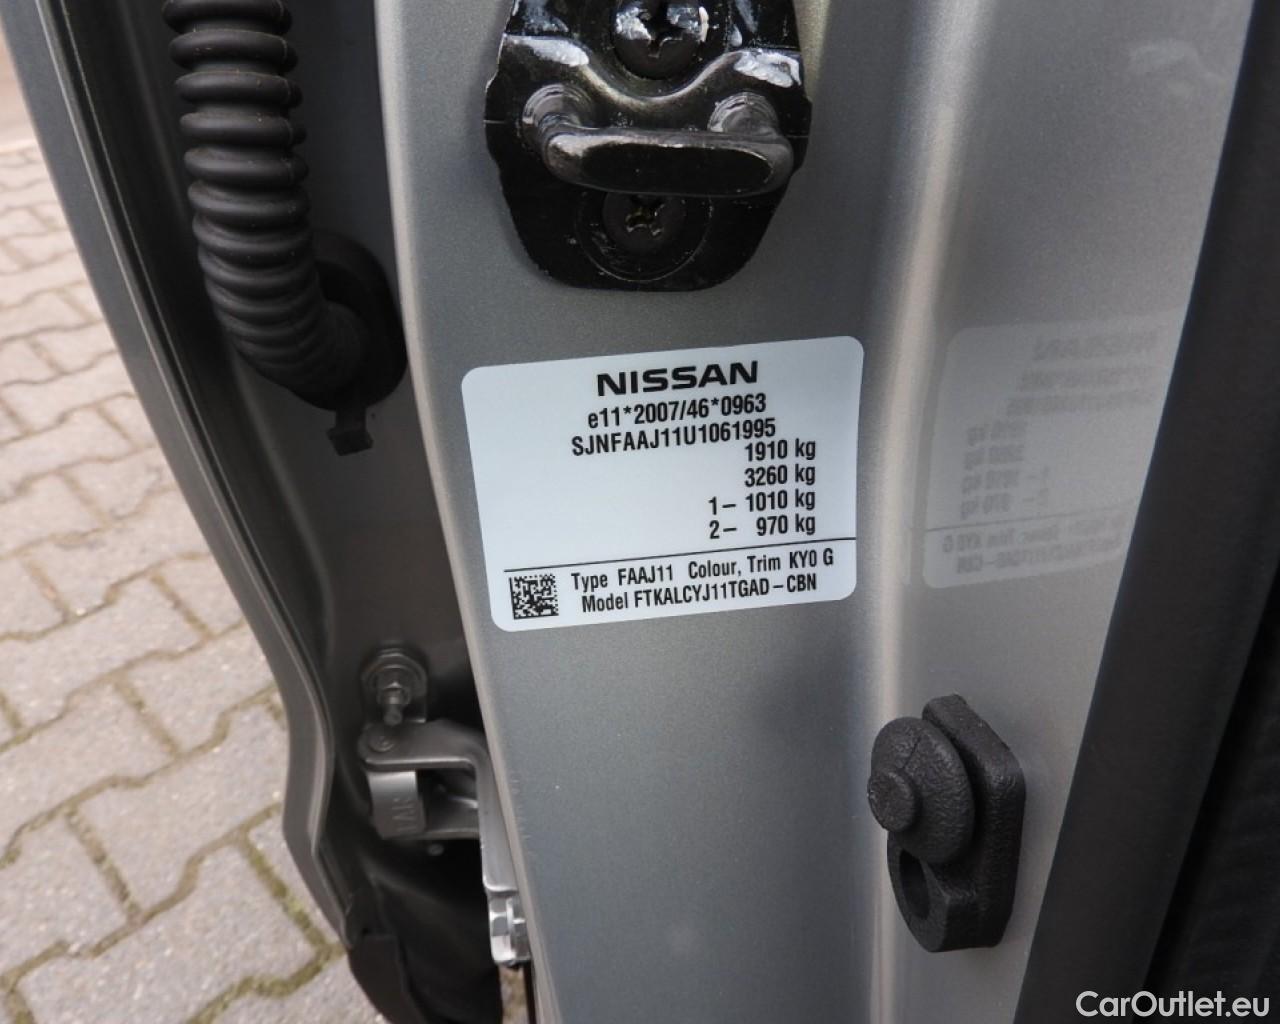 NISSAN
e11*2007/46*0963
SJNFAAJ11U1061995
1910 kg
3260 kg
1– 1010 kg
2– 970 kg
Type FAAJ11 Colour, Trim KY0 G
Model FTKALCYJ11TGAD–CBN
CarOutlet.eu